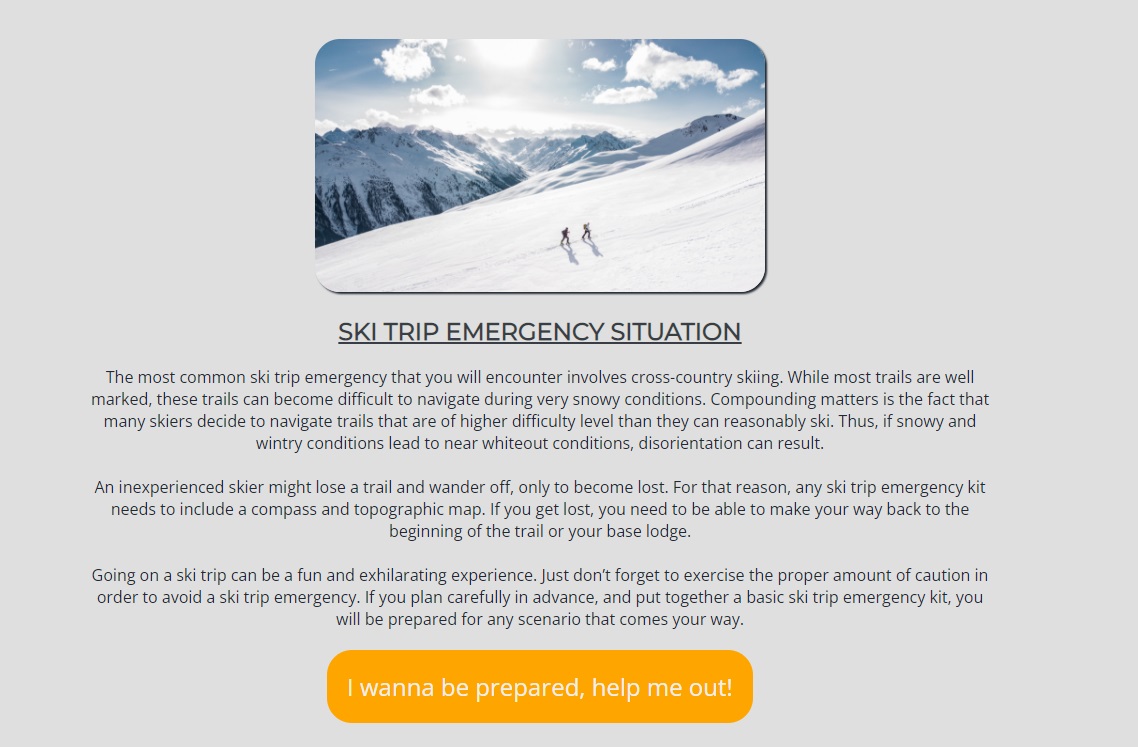 SKI TRIP EMERGENCY SITUATION
The most common ski trip emergency that you will encounter involves cross-country skiing. While most trails are well
marked, these trails can become difficult to navigate during very snowy conditions. Compounding matters is the fact that
many skiers decide to navigate trails that are of higher difficulty level than they can reasonably ski. Thus, if snowy and
wintry conditions lead to near whiteout conditions, disorientation can result.
An inexperienced skier might lose a trail and wander off, only to become lost. For that reason, any ski trip emergency kit
needs to include a compass and topographic map. If you get lost, you need to be able to make your way back to the
beginning of the trail or your base lodge.
Going on a ski trip can be a fun and exhilarating experience. Just don’t forget to exercise the proper amount of caution in
order to avoid a ski trip emergency. If you plan carefully in advance, and put together a basic ski trip emergency kit, you
will be prepared for any scenario that comes your way.
I wanna be prepared, help me out!